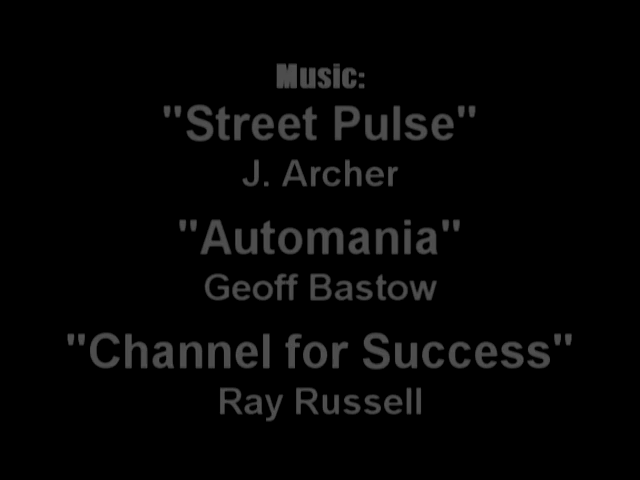 Music:
"Street Pulse"
J. Archer
"Automania"
Geoff Bastow
"Channel for Success"
Ray Russell